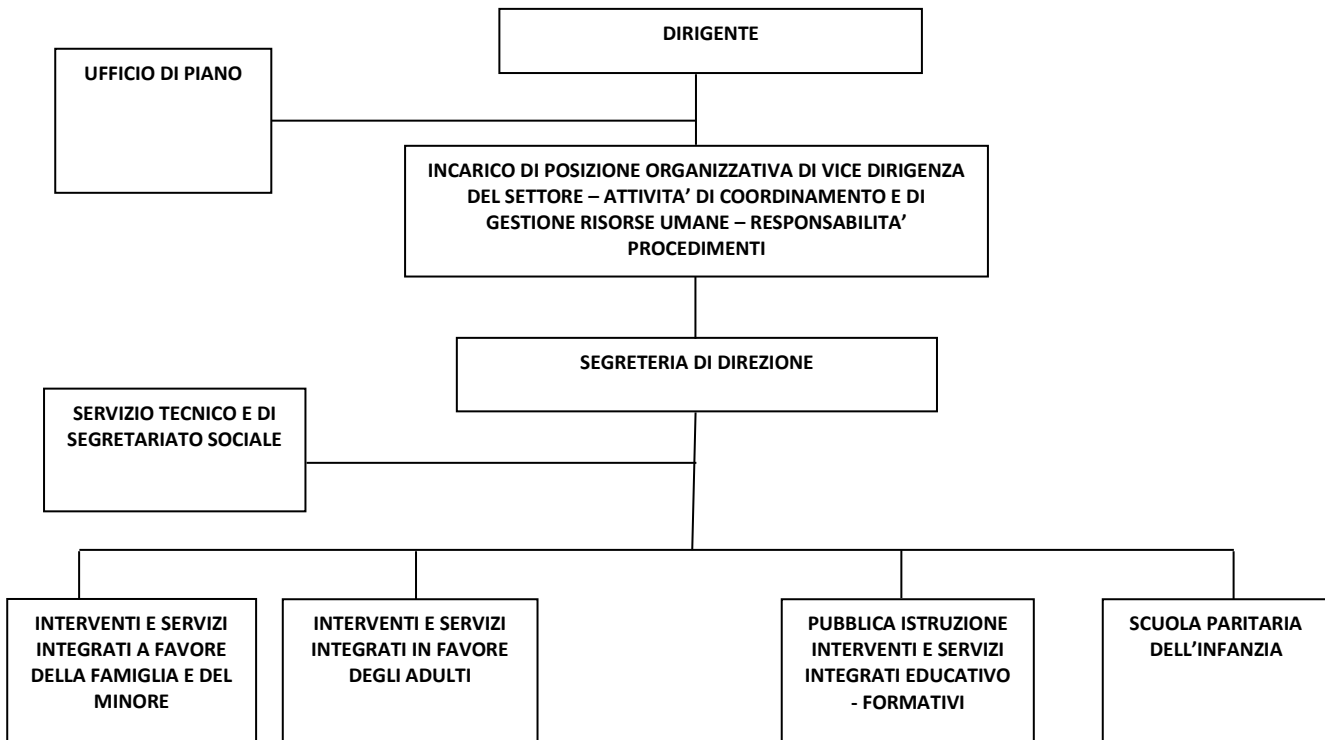 DIRIGENTE
UFFICIO DI PIANO
INCARICO DI POSIZIONE ORGANIZZATIVA DI VICE DIRIGENZA
DEL SETTORE – ATTIVITA’ DI COORDINAMENTO E DI
GESTIONE RISORSE UMANE – RESPONSABILITA’
PROCEDIMENTI
SEGRETERIA DI DIREZIONE
SERVIZIO TECNICO E DI
SEGRETARIATO SOCIALE
INTERVENTI E SERVIZI
INTEGRATI A FAVORE
DELLA FAMIGLIA E DEL
MINORE
INTERVENTI E SERVIZI
INTEGRATI IN FAVORE
DEGLI ADULTI
PUBBLICA ISTRUZIONE
INTERVENTI E SERVIZI
INTEGRATI EDUCATIVO
- FORMATIVI
SCUOLA PARITARIA
DELL’INFANZIA